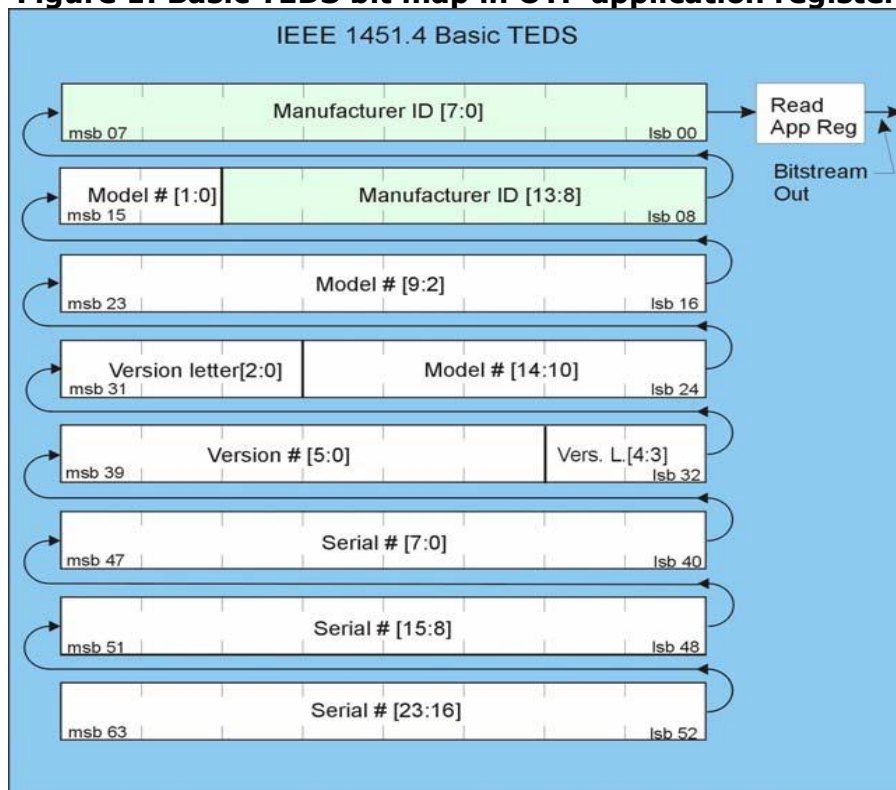 Figure 1. Basic TEDS bit map in OTP application register
IEEE 1451.4 Basic TEDS
Manufacturer ID [7:0]
msb 07
lsb 00
Read
App Reg
Bitstream
Out
Model # [1:0]
Manufacturer ID [13:8]
msb 15
lsb 08
Model # [9:2]
msb 23
lsb 16
Version letter[2:0]
Model # [14:10]
msb 31
lsb 24
Version # [5:0]
Vers. L.[4:3]
msb 39
lsb 32
Serial # [7:0]
msb 47
lsb 40
Serial # [15:8]
msb 51
lsb 48
Serial # [23:16]
msb 63
lsb 52